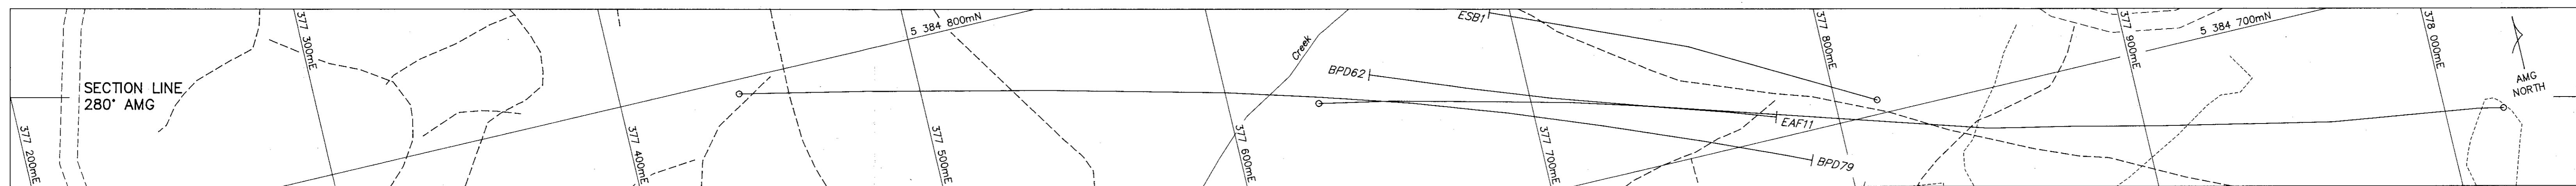 SECTION LINE
280° AMG
377 200mE
377 300mE
377 400mE
5 384 800mN
377 500mE
377 600mE
Creek
BPD62
ESB1
377 700mE
EAF11
BPD79
377 800mE
377 900mE
5 384 700mN
378 000mE
AMG
NORTH